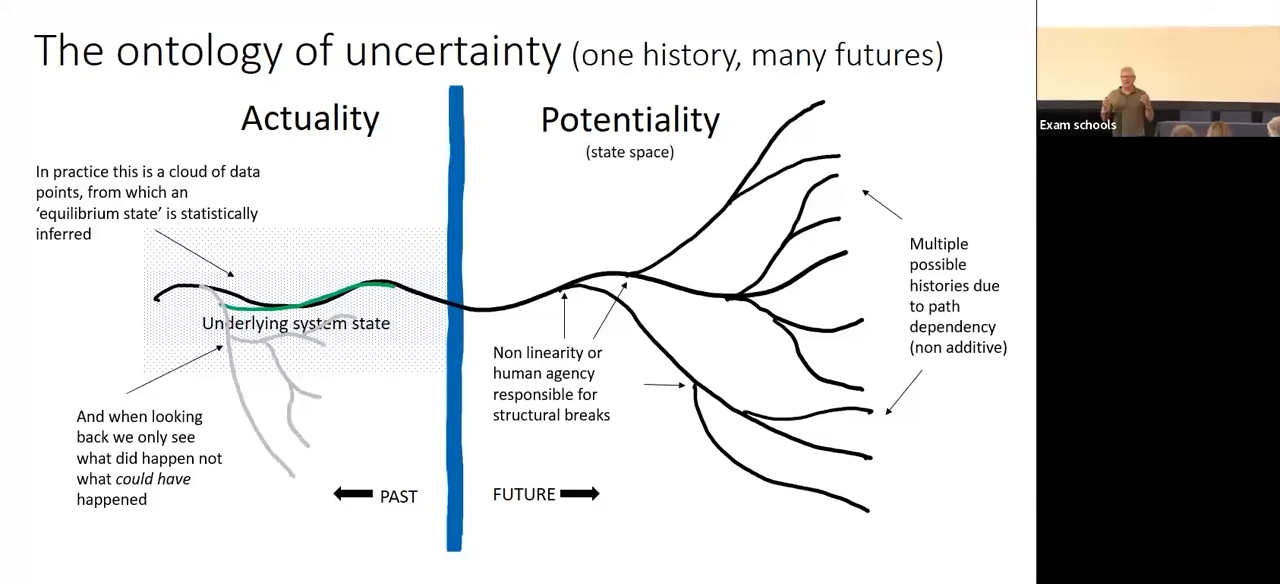 The ontology of uncertainty (one history, many futures)
Actuality
Potentiality
(state space)
In practice this is a cloud of data
points, from which an
‘equilibrium state’ is statistically
inferred
Underlying system state
And when looking
back we only see
what did happen not
what could have
happened
PAST
FUTURE
Non linearity or
human agency
responsible for
structural breaks
Multiple
possible
histories due
to path
dependency
(non additive)
Exam schools